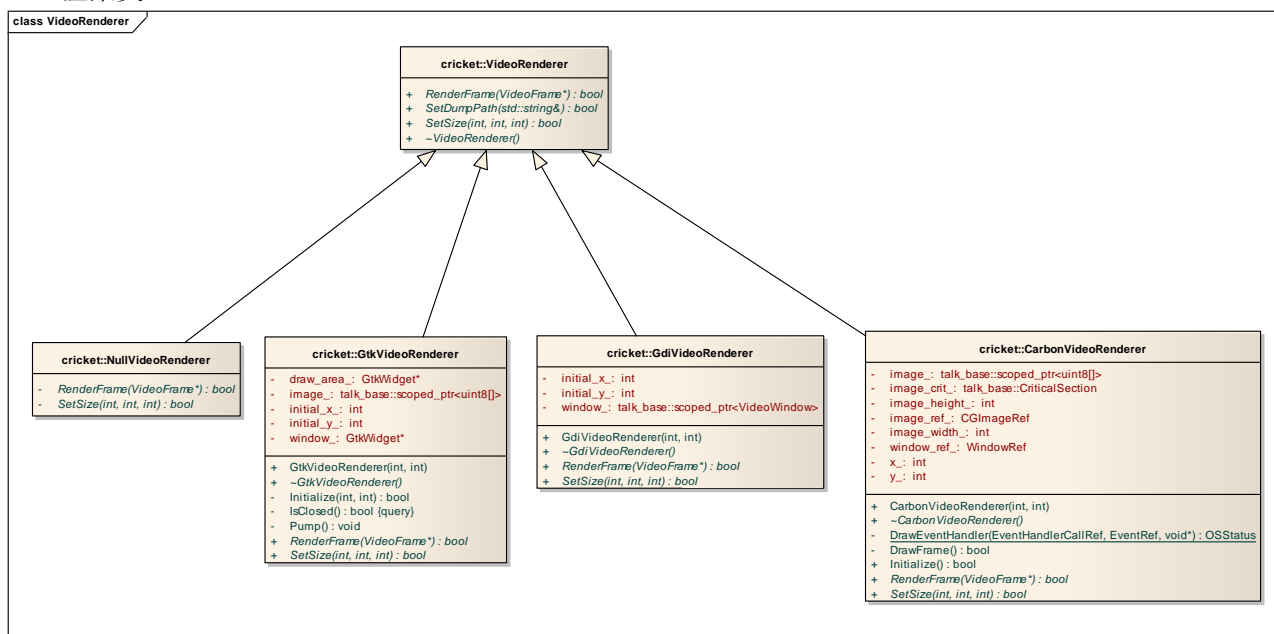 class VideoRenderer
cricket::VideoRenderer
+ RenderFrame(VideoFrame*) : bool
+ SetDumpPath(std::string&) : bool
+ SetSize(int, int, int) : bool
+ ~VideoRenderer()
cricket::NullVideoRenderer
- RenderFrame(VideoFrame*) : bool
- SetSize(int, int, int) : bool
cricket::GtkVideoRenderer
- draw_area_: GtkWidget*
- image_: talk_base::scoped_ptr<uint8[]>
- initial_x_: int
- initial_y_: int
- window_: GtkWidget*
+ GtkVideoRenderer(int, int)
+ ~GtkVideoRenderer()
- Initialize(int, int) : bool
- IsClosed() : bool {query}
- Pump() : void
+ RenderFrame(VideoFrame*) : bool
+ SetSize(int, int, int) : bool
cricket::GdiVideoRenderer
- initial_x_: int
- initial_y_: int
- window_: talk_base::scoped_ptr<VideoWindow>
+ GdiVideoRenderer(int, int)
+ ~GdiVideoRenderer()
+ RenderFrame(VideoFrame*) : bool
+ SetSize(int, int, int) : bool
cricket::CarbonVideoRenderer
- image_: talk_base::scoped_ptr<uint8[]>
- image_crit_: talk_base::CriticalSection
- image_height_: int
- image_ref_: CGImageRef
- image_width_: int
- window_ref_: WindowRef
- x_: int
- y_: int
+ CarbonVideoRenderer(int, int)
+ ~CarbonVideoRenderer()
- DrawEventHandler(EventHandlerCallRef, EventRef, void*) : OSStatus
- DrawFrame() : bool
+ Initialize() : bool
+ RenderFrame(VideoFrame*) : bool
+ SetSize(int, int, int) : bool